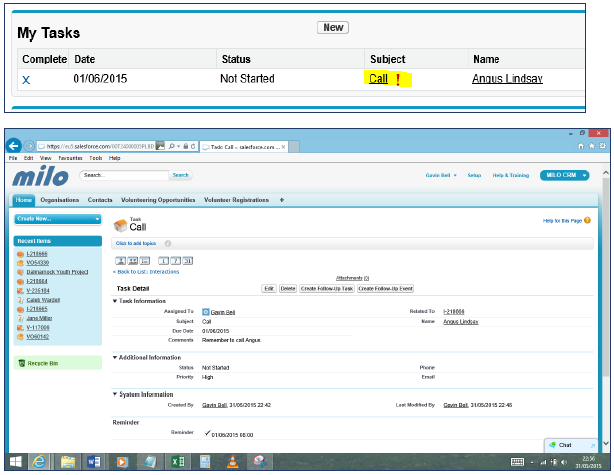 My Tasks
New
Complete Date Status Subject Name
X 01/06/2015 Not Started Call ! Angus Lindsay
https://eu5.salesforce.com/
Task: Call ~ salesforce.com ...
File Edit View Favourites Tools Help
milo
Search...
Search
Gavin Bell
Setup
Help & Training
MILO CRM
Home Organisations Contacts Volunteering Opportunities Volunteer Registrations +
Create New...
Recent Items
I-218666
VO54339
Dalmarnock Youth Project
I-218664
V-235184
Caleb Wardell
I-218665
Jane Miller
V-117006
VO60142
Recycle Bin
Task
Call
Help for this Page
Click to add topics
« Back to List: Interactions
Attachments (0)
Task Detail
Edit Delete Create Follow-Up Task Create Follow-Up Event
Task Information
Assigned To Gavin Bell Related To I-218666
Subject Call Name Angus Lindsay
Due Date 01/06/2015
Comments Remember to call Angus.
Additional Information
Status Not Started Phone
Priority High Email
System Information
Created By Gavin Bell, 31/05/2015 22:42 Last Modified By Gavin Bell, 31/05/2015 22:46
Reminder
Reminder 01/06/2015 08:00
Chat
22:56
31/05/2015